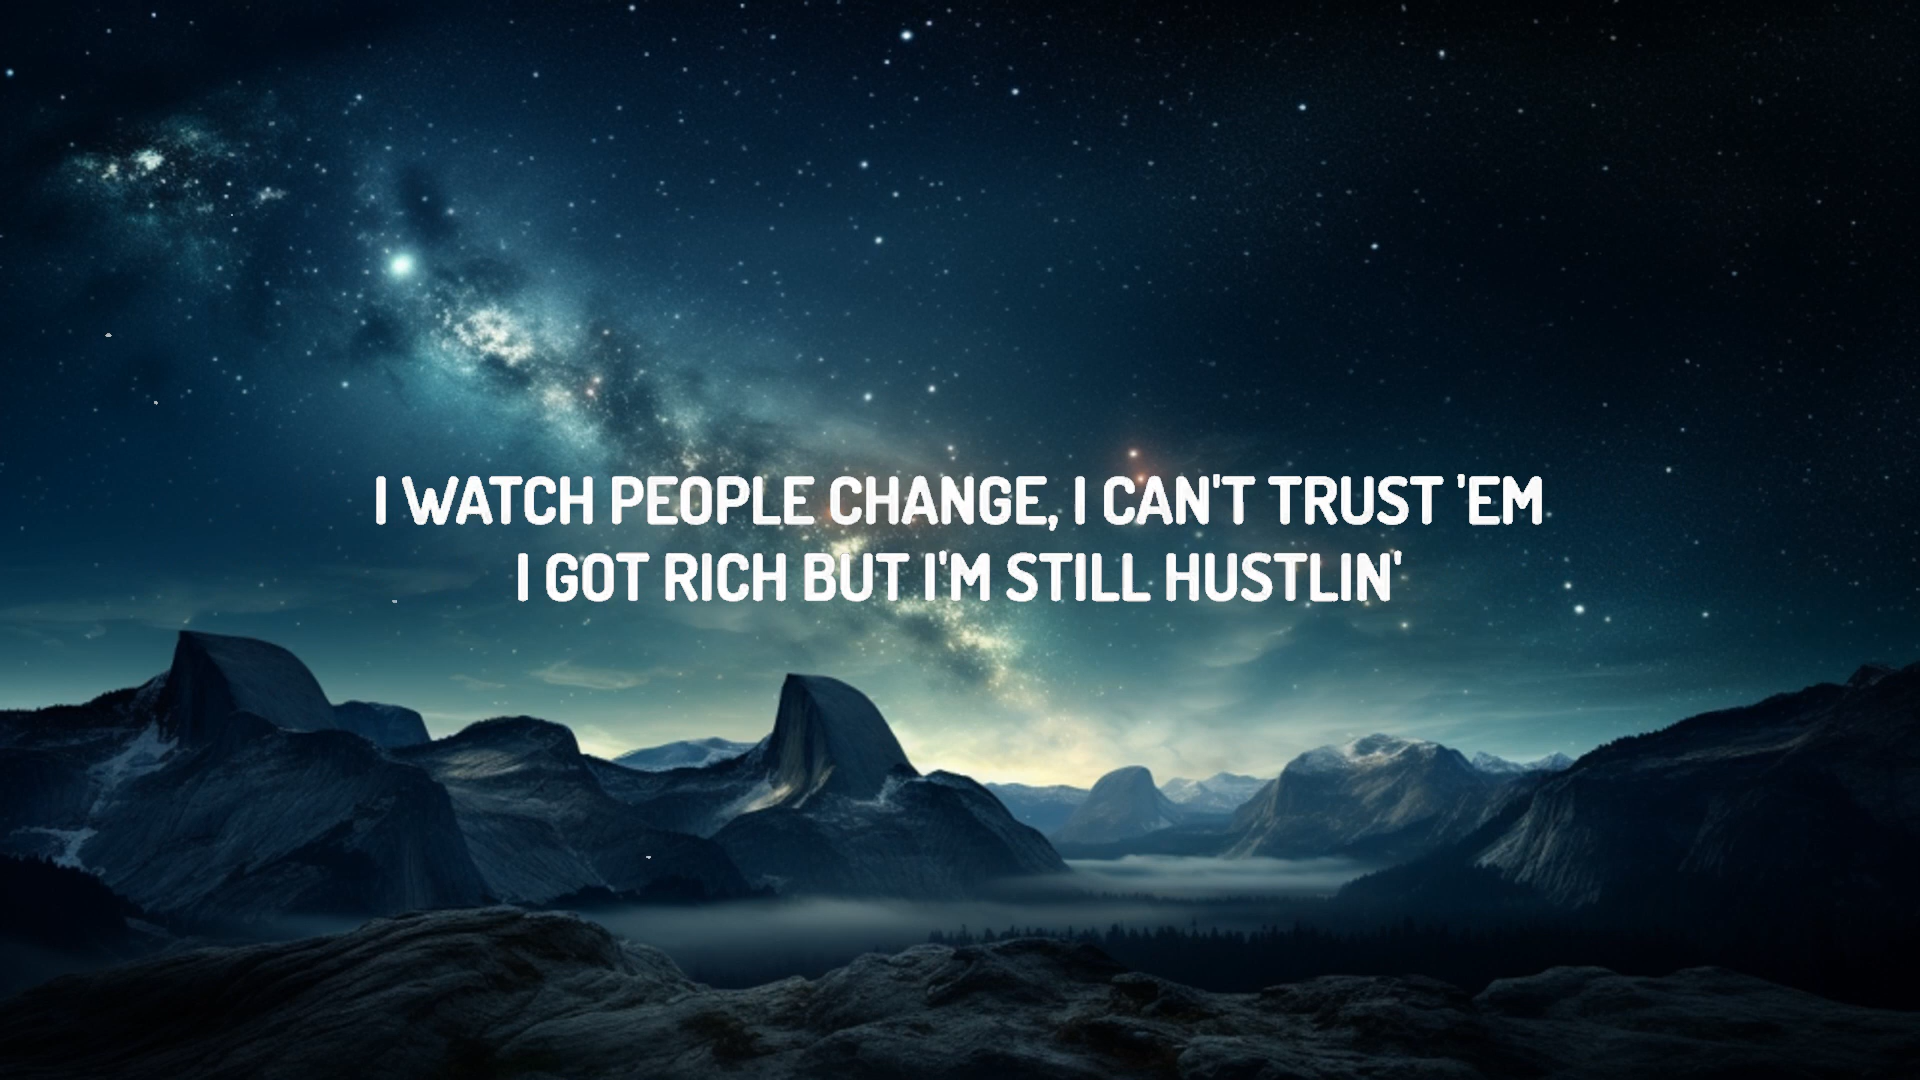 I WATCH PEOPLE CHANGE, I CAN'T TRUST 'EM
I GOT RICH BUT I'M STILL HUSTLIN'